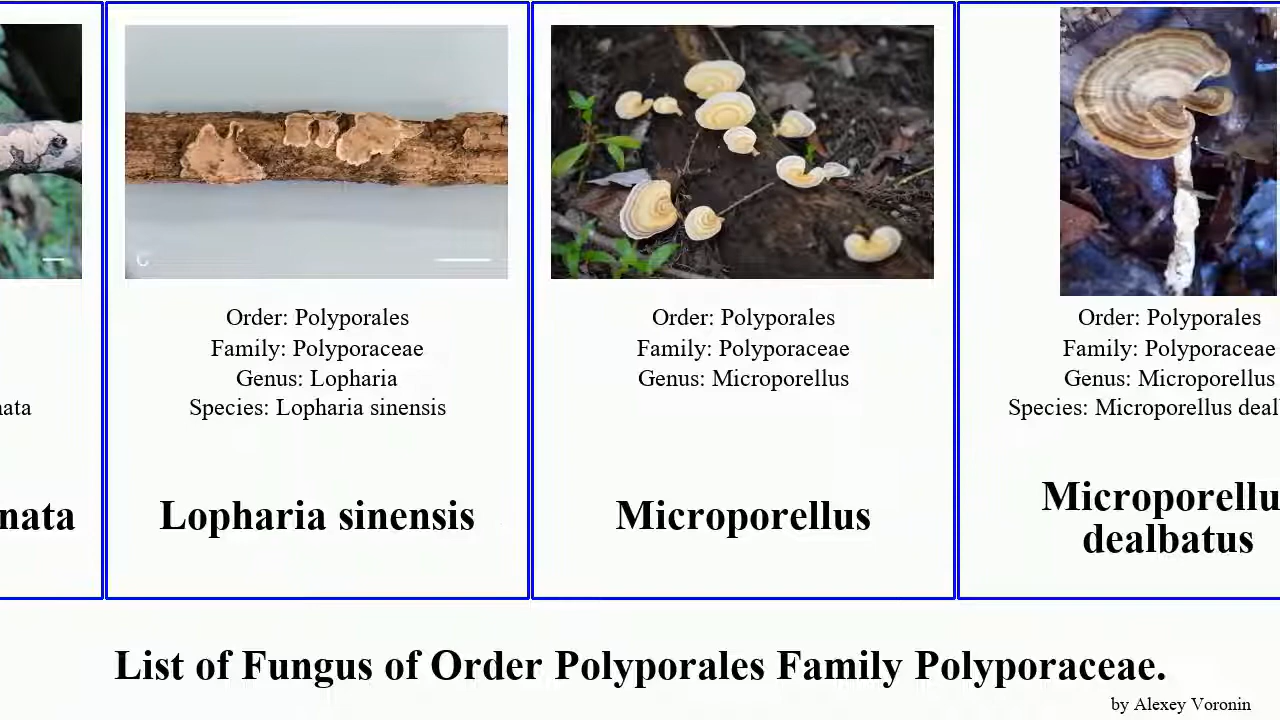 nata
nata
Order: Polyporales
Family: Polyporaceae
Genus: Lopharia
Species: Lopharia sinensis
Lopharia sinensis
Order: Polyporales
Family: Polyporaceae
Genus: Microporellus
Microporellus
Order: Polyporales
Family: Polyporaceae
Genus: Microporellus
Species: Microporellus deal
Microporellu
dealbatus
List of Fungus of Order Polyporales Family Polyporaceae.
by Alexey Voronin